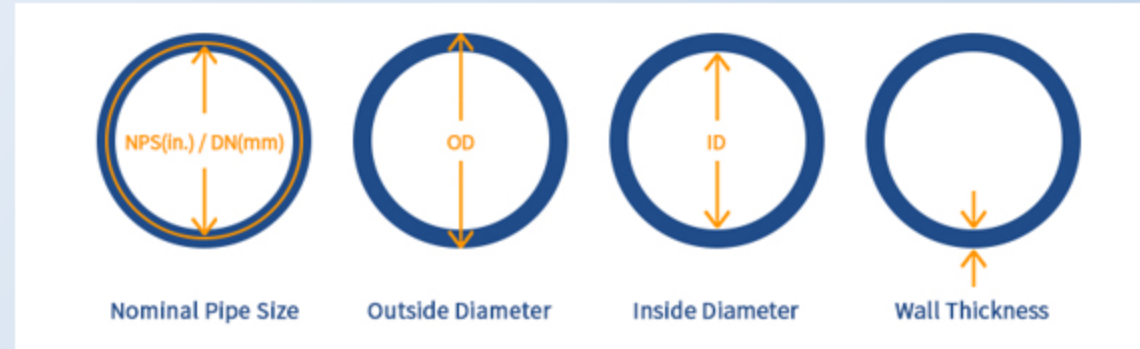 NPS(in.) / DN(mm)
OD
ID
Nominal Pipe Size
Outside Diameter
Inside Diameter
Wall Thickness